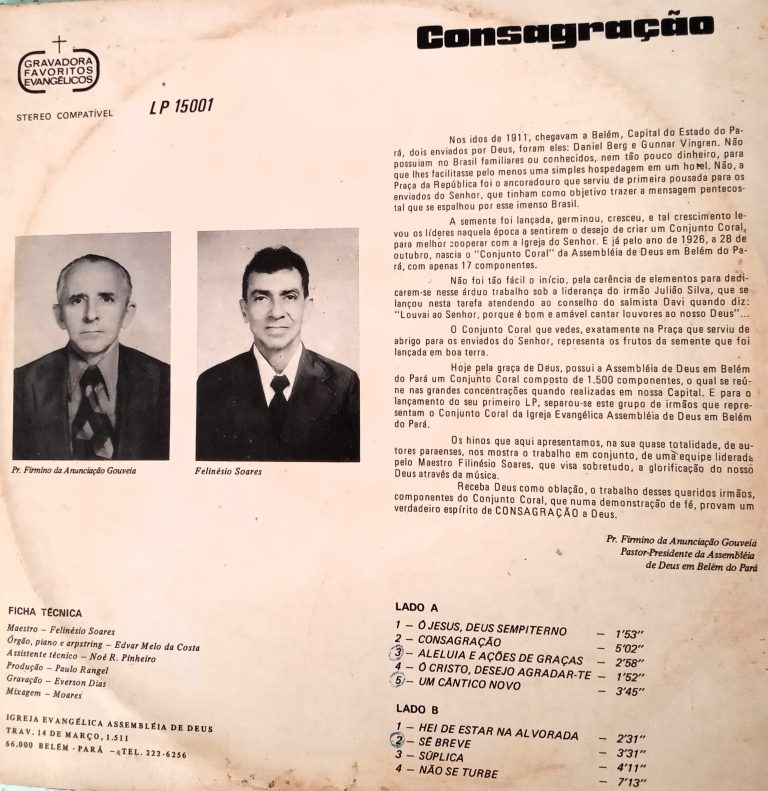 Consagração
GRAVADORA
FAVORITOS
EVANGÉLICOS
STEREO COMPATÍVEL
LP 15001
Nos idos de 1911, chegavam a Belém, Capital do Estado do Pa-
rá, dois enviados por Deus, foram eles: Daniel Berg e Gunnar Vingren. Não
possuiam no Brasil familiares ou conhecidos, nem tão pouco dinheiro, para
que lhes facilitasse pelo menos uma simples hospedagem em um hotel. Não, a
Praça da República foi o ancoradouro que serviu de primeira pousada para os
enviados do Senhor, que tinham como objetivo trazer a mensagem pentecos-
tal que se espalhou por esse imenso Brasil.
A semente foi lançada, germinou, cresceu, e tal crescimento le-
vou os líderes naquela época a sentirem o desejo de criar um Conjunto Coral,
para melhor cooperar com a Igreja do Senhor. E já pelo ano de 1926, a 28 de
outubro, nascia o "Conjunto Coral" da Assembléia de Deus em Belém do Pa-
rá, com apenas 17 componentes.
Não foi tão fácil o início, pela carência de elementos para dedi-
carem-se nesse árduo trabalho sob a liderança do irmão Julião Silva, que se
lançou nesta tarefa atendendo ao conselho do salmista Davi quando diz:
"Louvai ao Senhor, porque é bom e amável cantar louvores ao nosso Deus"...
O Conjunto Coral que vedes, exatamente na Praça que serviu de
abrigo para os enviados do Senhor, representa os frutos da semente que foi
lançada em boa terra.
Hoje pela graça de Deus, possui a Assembléia de Deus em Belém
do Pará um Conjunto Coral composto de 1.500 componentes, o qual se reú-
ne nas grandes concentrações quando realizadas em nossa Capital. E para o
lançamento do seu primeiro LP, separou-se este grupo de irmãos que repre-
sentam o Conjunto Coral da Igreja Evangélica Assembléia de Deus em Belém
do Pará.
Os hinos que aqui apresentamos, na sua quase totalidade, de au-
tores paraenses, nos mostra o trabalho em conjunto, de uma equipe liderada
pelo Maestro Filinésio Soares, que visa sobretudo, a glorificação do nosso
Deus através da música.
Receba Deus como oblação, o trabalho desses queridos irmãos,
componentes do Conjunto Coral, que numa demonstração de fé, provam um
verdadeiro espírito de CONSAGRAÇÃO a Deus.
Pr. Firmino da Anunciação Gouveia
Pastor-Presidente da Assembléia
de Deus em Belém do Pará
Pr. Firmino da Anunciação Gouveia
Felinésio Soares
FICHA TÉCNICA
Maestro – Felinésio Soares
Órgão, piano e arpstring – Edvar Melo da Costa
Assistente técnico – Noé R. Pinheiro
Produção – Paulo Rangel
Gravação – Everson Dias
Mixagem – Moares
IGREJA EVANGÉLICA ASSEMBLÉIA DE DEUS
TRAV. 14 DE MARÇO, 1.511
66.000 BELÉM - PARÁ – TEL. 222-6256
LADO A
1 – Ó JESUS, DEUS SEMPITERNO – 1'53"
2 – CONSAGRAÇÃO – 5'02"
3 – ALELUIA E AÇÕES DE GRAÇAS – 2'58"
4 – Ó CRISTO, DESEJO AGRADAR-TE – 1'52"
5 – UM CÂNTICO NOVO – 3'45"
LADO B
1 – HEI DE ESTAR NA ALVORADA – 2'31"
2 – SÊ BREVE – 3'31"
3 – SÚPLICA – 4'11"
4 – NÃO SE TURBE – 7'13"